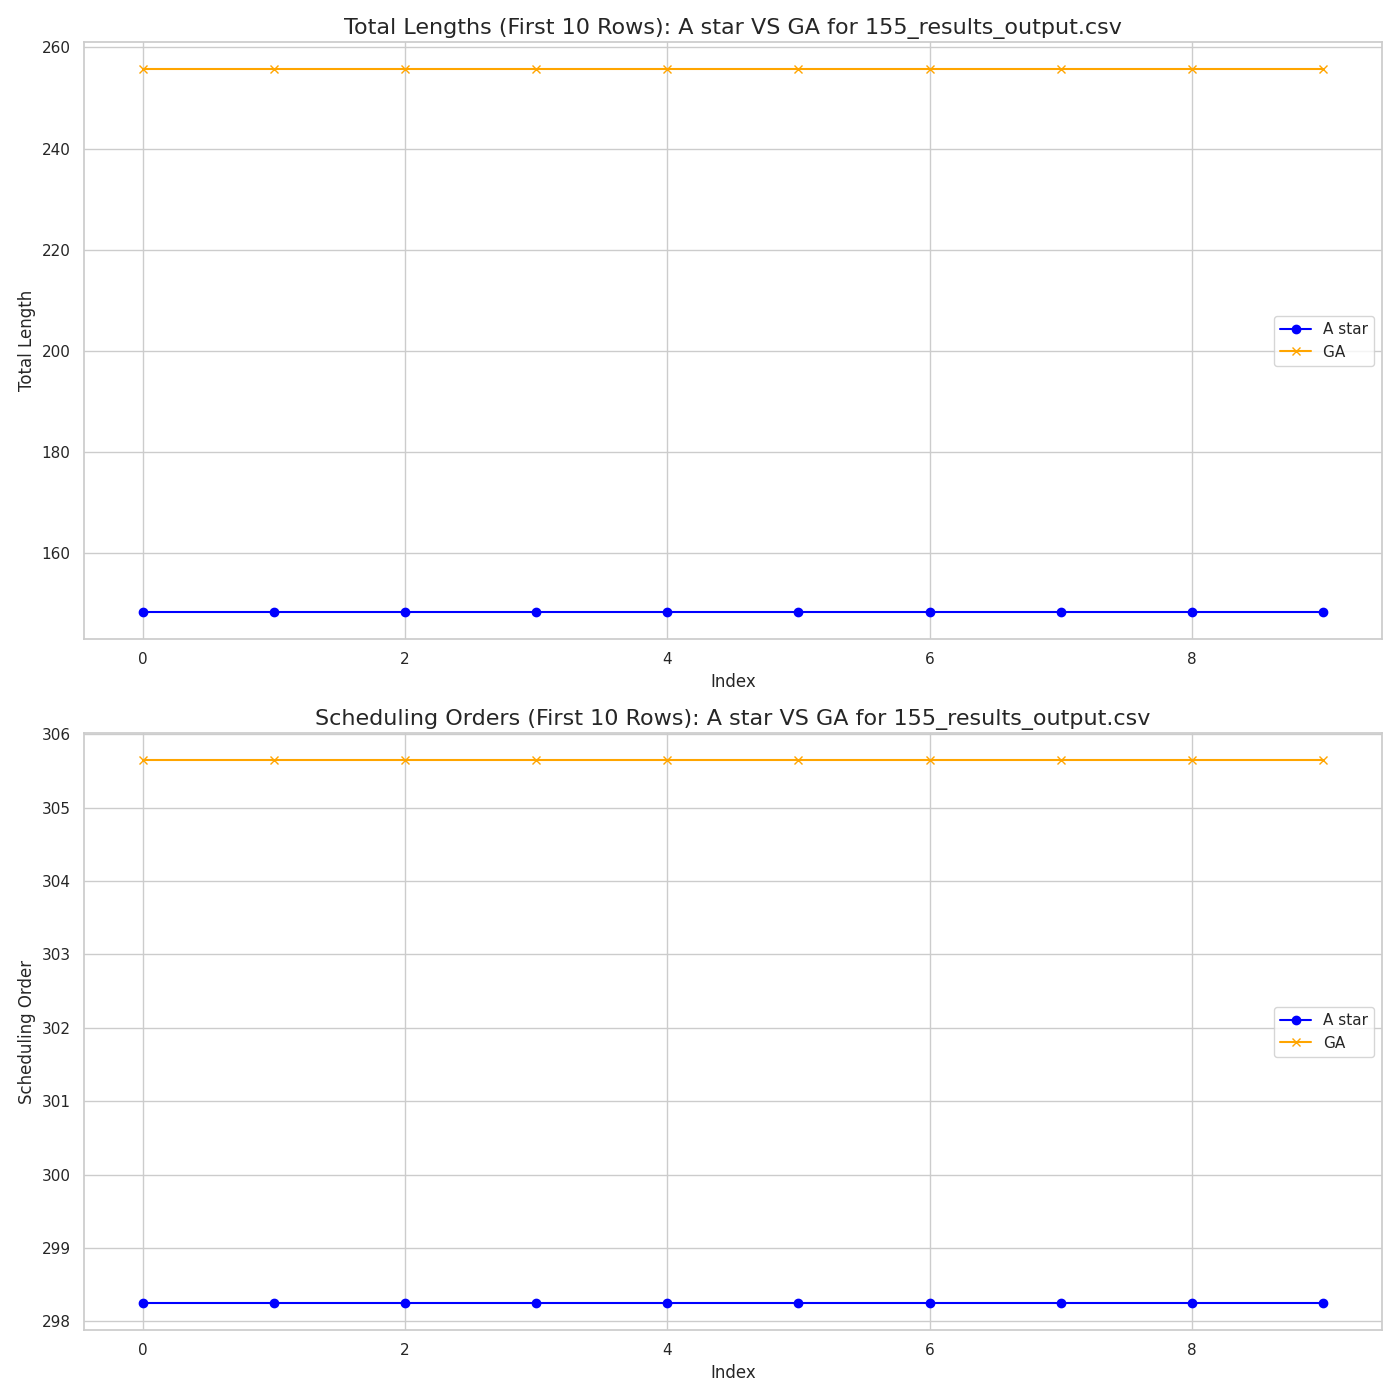 Total Lengths (First 10 Rows): A star VS GA for 155_results_output.csv
260
240
220
200
180
160
Total Length
A star
GA
0 2 4 6 8
Index
Scheduling Orders (First 10 Rows): A star VS GA for 155_results_output.csv
306
305
304
303
302
301
300
299
298
Scheduling Order
A star
GA
0 2 4 6 8
Index